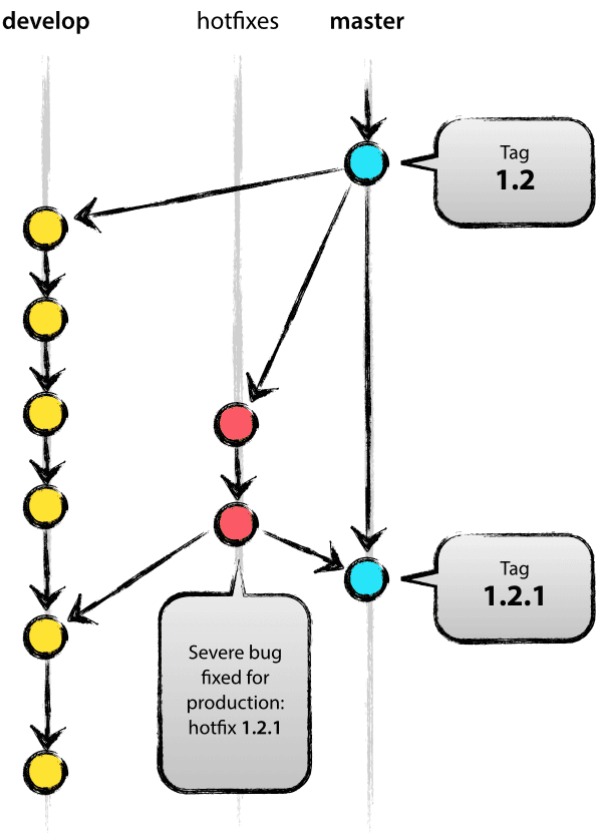 develop
hotfixes
master
Tag
1.2
Tag
1.2.1
Severe bug
fixed for
production:
hotfix 1.2.1